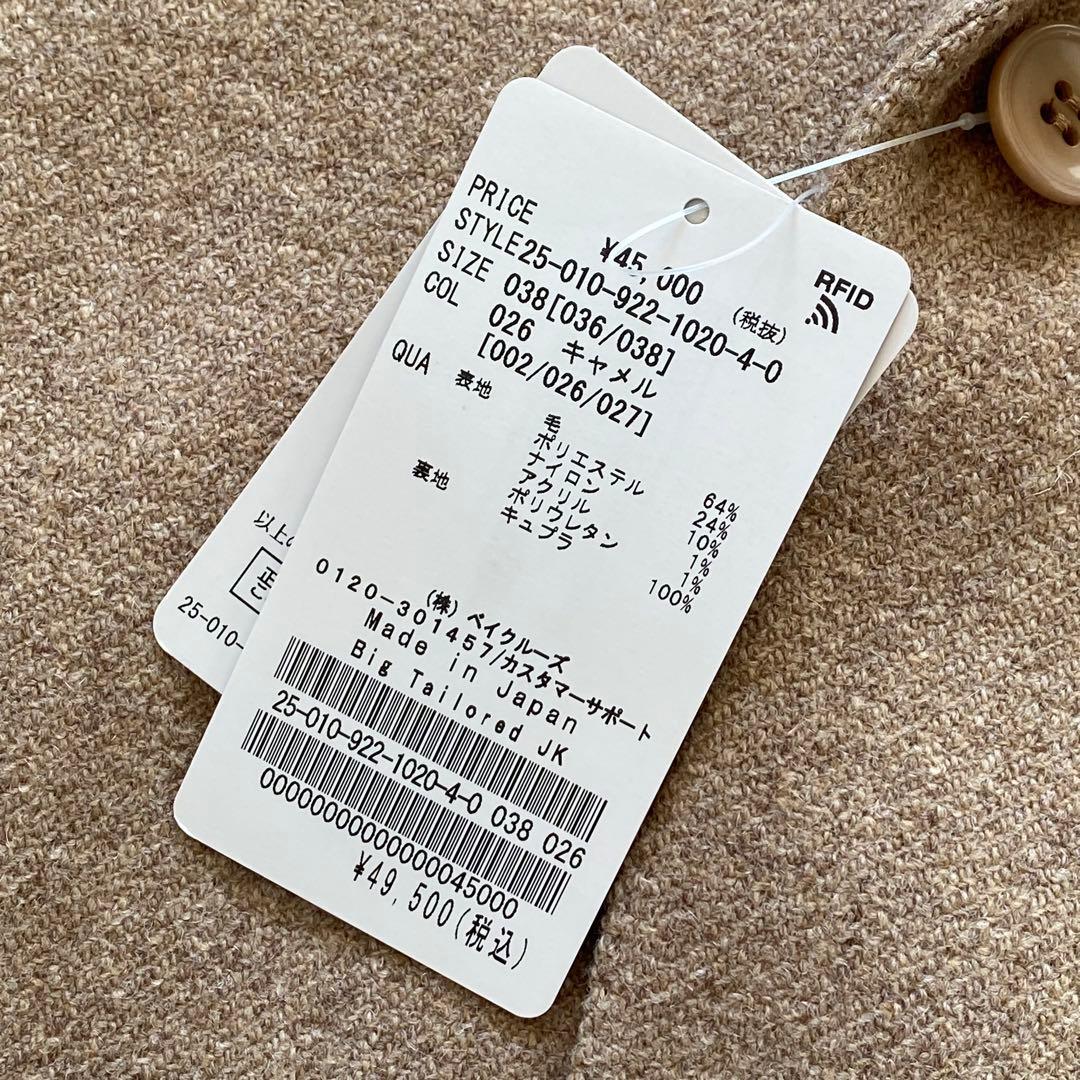 RFID
PRICE ¥45,000 (税抜)
STYLE25-010-922-1020-4-0
SIZE 038[036/038]
COL 026 キャメル
[002/026/027]
QUA 表地 毛 64%
ポリエステル 24%
ナイロン 10%
アクリル 1%
ポリウレタン 1%
裏地 キュプラ 100%
(株) ベイクルーズ
0120-301457/カスタマーサポート
Made in Japan
Big Tailored JK
25-010-922-1020-4-0 038 026
¥49,500(税込)
以上
25-010-